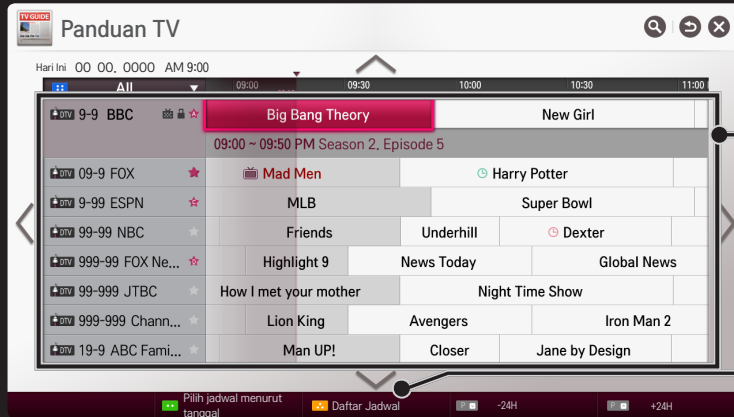 TV GUIDE
Panduan TV
Hari Ini 00 00, 0000 AM 9:00
All 09:00 09:30 10:00 10:30 11:00
DTV 9-9 BBC Big Bang Theory New Girl
09:00 ~ 09:50 PM Season 2, Episode 5
DTV 09-9 FOX Mad Men Harry Potter
DTV 9-99 ESPN MLB Super Bowl
DTV 99-99 NBC Friends Underhill Dexter
DTV 999-99 FOX Ne... Highlight 9 News Today Global News
DTV 99-999 JTBC How I met your mother Night Time Show
DTV 999-999 Chann... Lion King Avengers Iron Man 2
DTV 19-9 ABC Fami... Man UP! Closer Jane by Design
Pilih jadwal menurut tanggal Daftar Jadwal P -24H P +24H